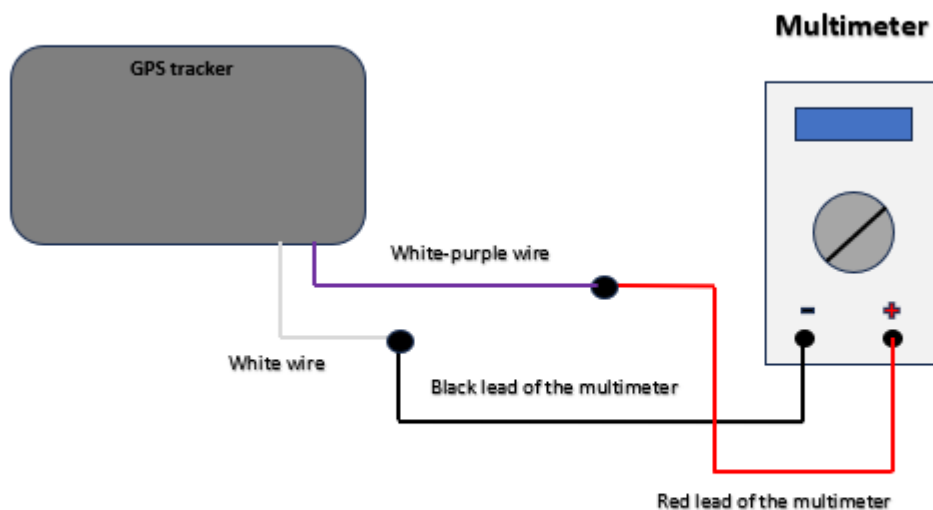 Multimeter
GPS tracker
White-purple wire
- +
White wire
Black lead of the multimeter
Red lead of the multimeter